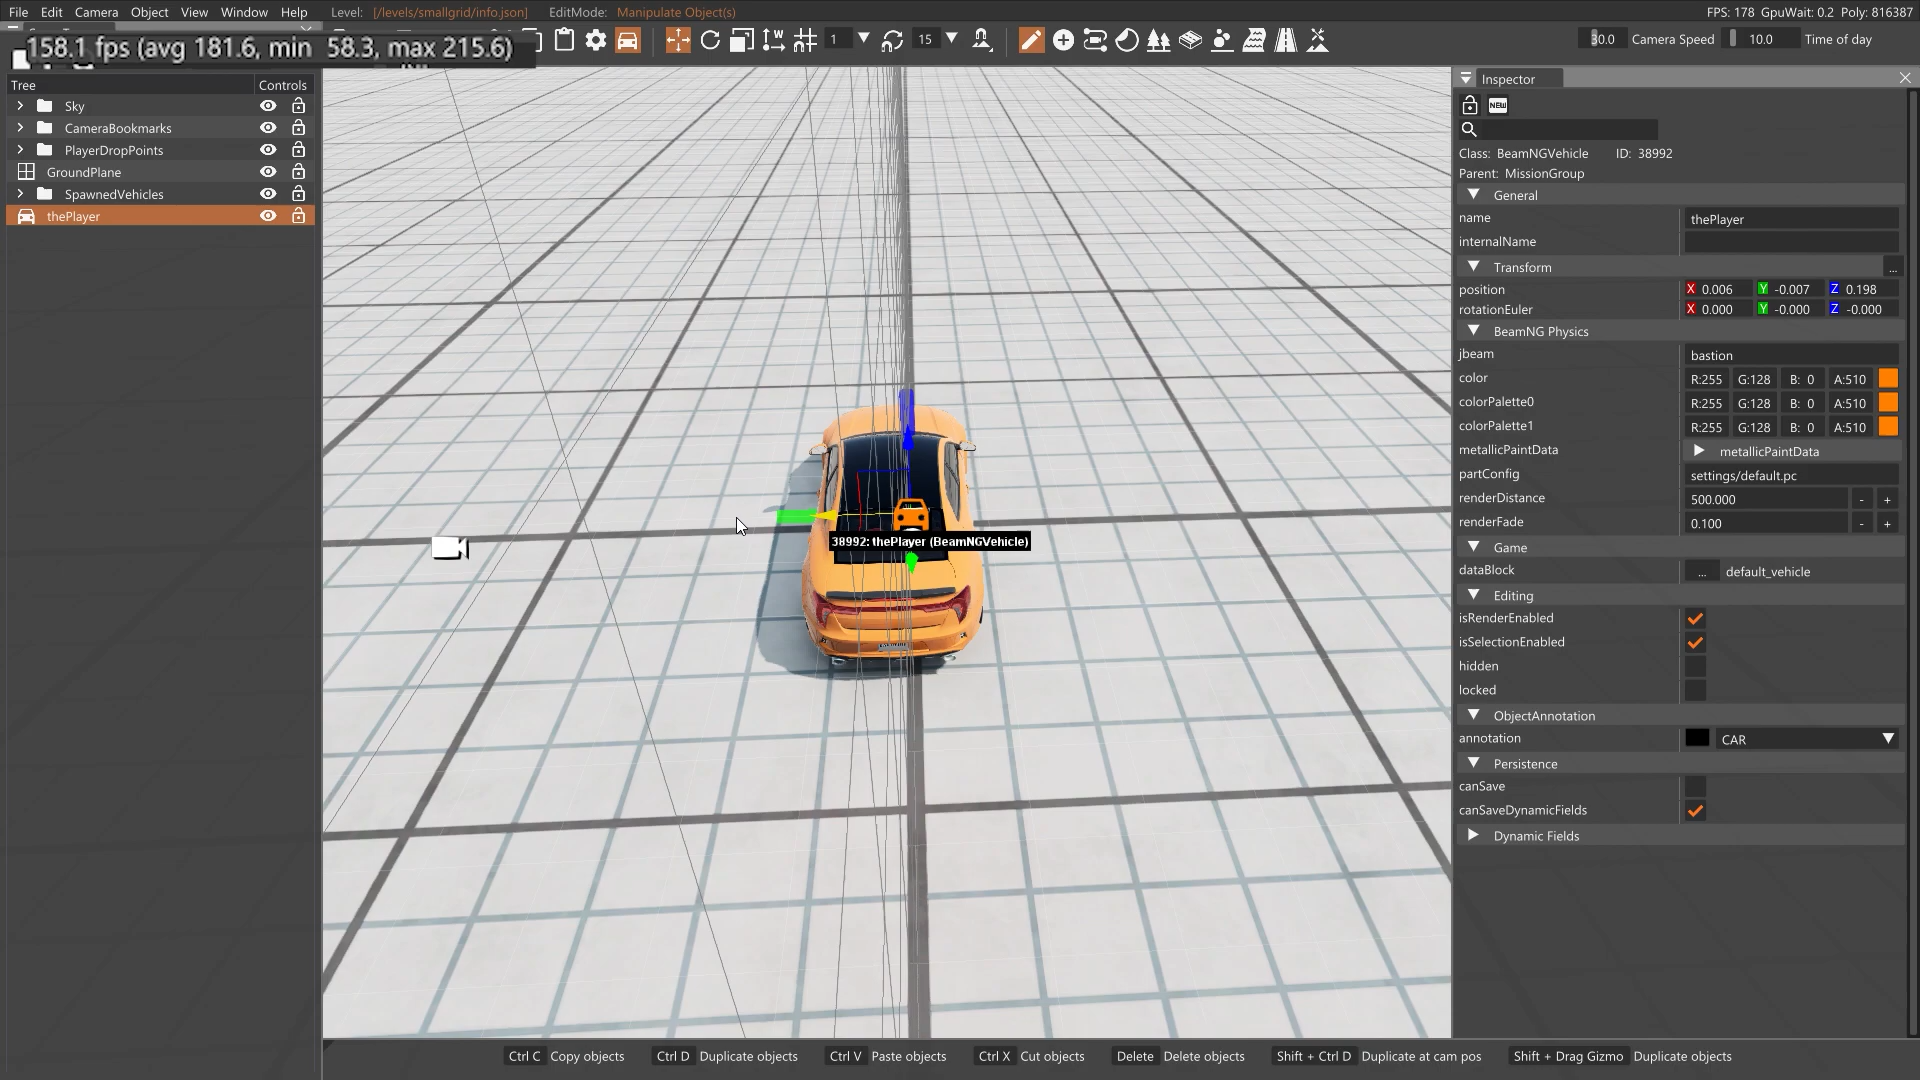 File Edit Camera Object View Window Help Level: [/levels/smallgrid/info.json] EditMode: Manipulate Object(s) FPS: 178 GpuWait: 0.2 Poly: 816387
158.1 fps (avg 181.6, min 58.3, max 215.6)
1 15 30.0 Camera Speed 10.0 Time of day
Tree Controls
Sky
CameraBookmarks
PlayerDropPoints
GroundPlane
SpawnedVehicles
thePlayer
38992: thePlayer (BeamNGVehicle)
Inspector
NEW
Class: BeamNGVehicle ID: 38992
Parent: MissionGroup
General
name thePlayer
internalName
Transform ...
position X 0.006 Y -0.007 Z 0.198
rotationEuler X 0.000 Y -0.000 Z -0.000
BeamNG Physics
jbeam bastion
color R:255 G:128 B: 0 A:510
colorPalette0 R:255 G:128 B: 0 A:510
colorPalette1 R:255 G:128 B: 0 A:510
metallicPaintData metallicPaintData
partConfig settings/default.pc
renderDistance 500.000 - +
renderFade 0.100 - +
Game
dataBlock ... default_vehicle
Editing
isRenderEnabled
isSelectionEnabled
hidden
locked
ObjectAnnotation
annotation CAR
Persistence
canSave
canSaveDynamicFields
Dynamic Fields
Ctrl C Copy objects Ctrl D Duplicate objects Ctrl V Paste objects Ctrl X Cut objects Delete Delete objects Shift + Ctrl D Duplicate at cam pos Shift + Drag Gizmo Duplicate objects